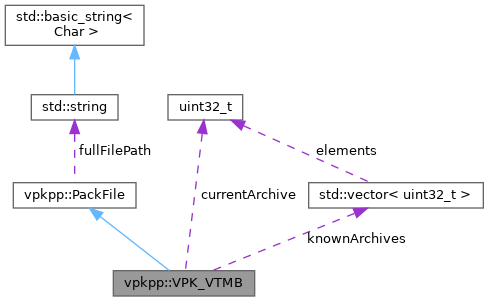 std::basic_string<
Char >
std::string
uint32_t
fullFilePath
elements
vpkpp::PackFile
currentArchive
std::vector< uint32_t >
knownArchives
vpkpp::VPK_VTMB